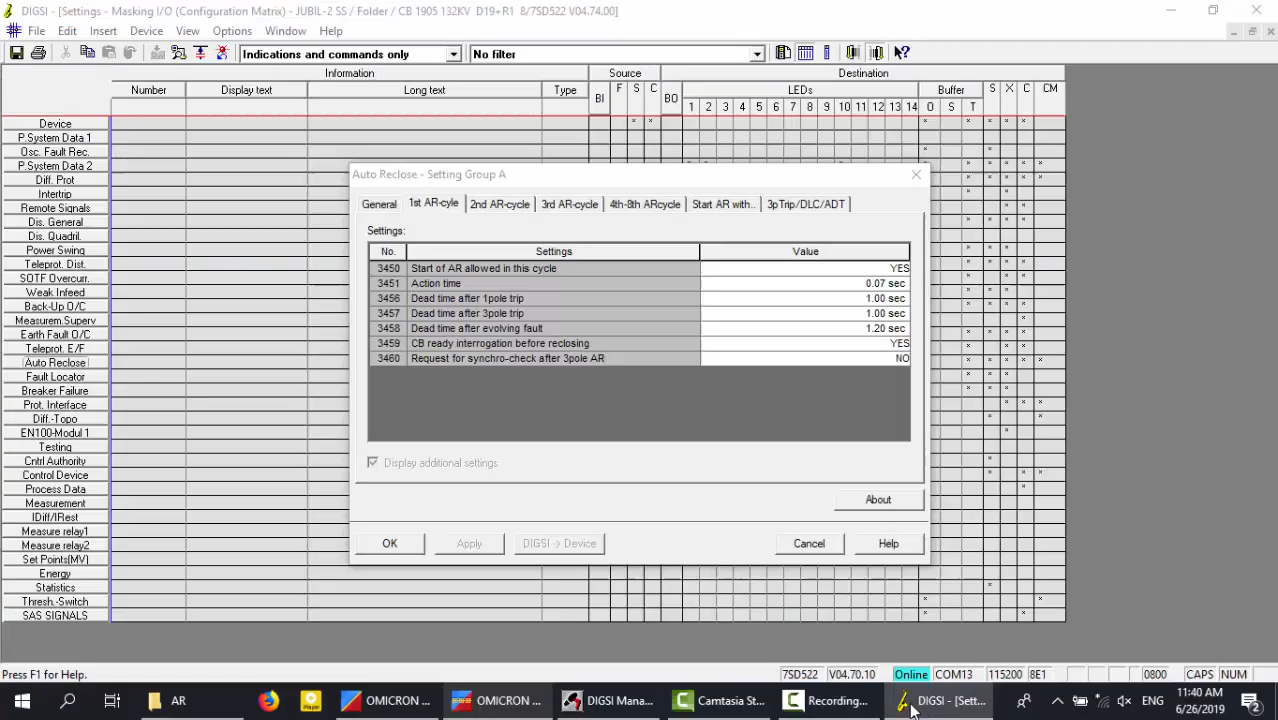 DIGSI - [Settings - Masking I/O (Configuration Matrix) - JUBIL-2 SS / Folder / CB 1905 132KV D19+R1 8/7SD522 V04.74.00]
File Edit Insert Device View Options Window Help
Indications and commands only No filter
Information Source Destination
Number Display text Long text Type BI F S C BO LEDs Buffer S X C CM
1 2 3 4 5 6 7 8 9 10 11 12 13 14 O S T
Device
P.System Data 1
Osc. Fault Rec.
P.System Data 2
Diff. Prot
Intertrip
Remote Signals
Dis. General
Dis. Quadril.
Power Swing
Teleprot. Dist.
SOTF Overcurr.
Weak Infeed
Back-Up O/C
Measurem.Superv
Earth Fault O/C
Teleprot. E/F
Auto Reclose
Fault Locator
Breaker Failure
Prot. Interface
Diff.-Topo
EN100-Modul 1
Testing
Cntrl Authority
Control Device
Process Data
Measurement
IDiff/IRest
Measure relay1
Measure relay2
Set Points(MV)
Energy
Statistics
Thresh.-Switch
SAS SIGNALS
Auto Reclose - Setting Group A
General 1st AR-cyle 2nd AR-cycle 3rd AR-cycle 4th-8th ARcycle Start AR with.. 3pTrip/DLC/ADT
Settings:
No. Settings Value
3450 Start of AR allowed in this cycle YES
3451 Action time 0.07 sec
3456 Dead time after 1pole trip 1.00 sec
3457 Dead time after 3pole trip 1.00 sec
3458 Dead time after evolving fault 1.20 sec
3459 CB ready interrogation before reclosing YES
3460 Request for synchro-check after 3pole AR NO
Display additional settings
About
OK Apply DIGSI -> Device Cancel Help
Press F1 for Help. 7SD522 V04.70.10 Online COM13 115200 8E1 0800 CAPS NUM
AR Player OMICRON ... OMICRON ... DIGSI Mana... Camtasia St... Recording... DIGSI - [Sett... ENG 11:40 AM
6/26/2019 2